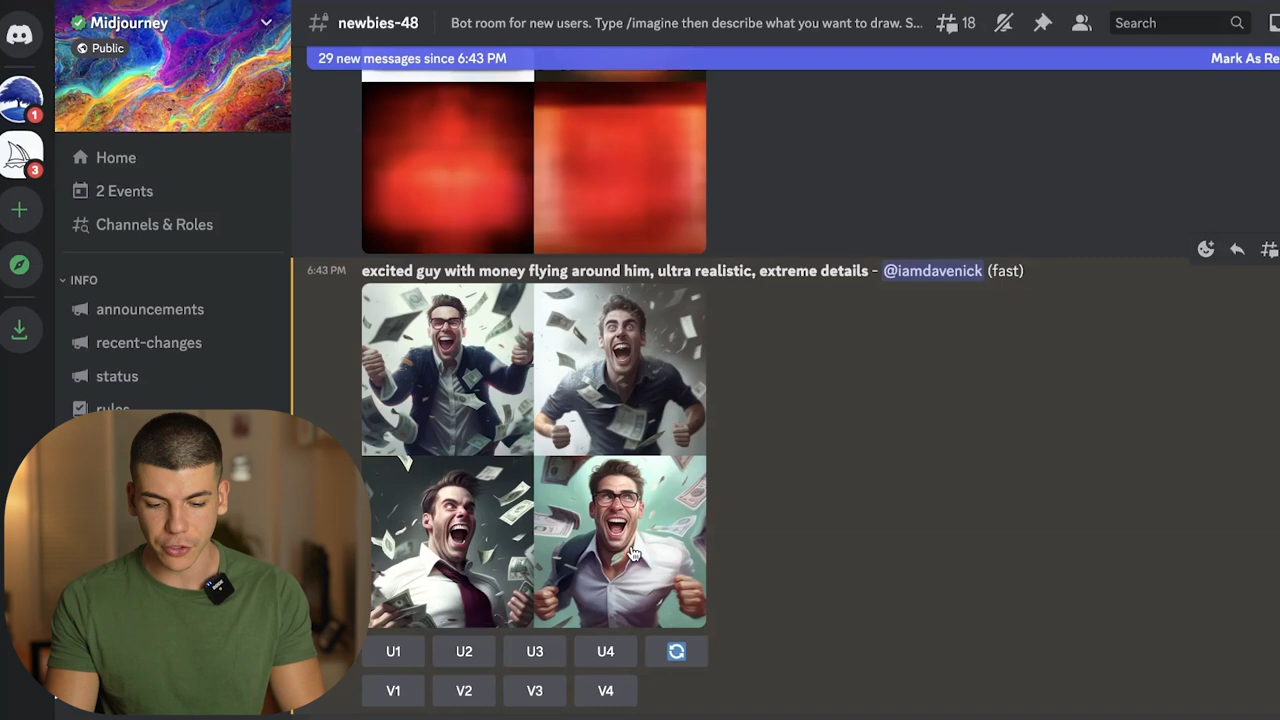 Midjourney
Public
newbies-48
Bot room for new users. Type /imagine then describe what you want to draw. S...
18
Search
29 new messages since 6:43 PM
Mark As Re
1
3
Home
2 Events
Channels & Roles
INFO
announcements
recent-changes
status
rules
6:43 PM
excited guy with money flying around him, ultra realistic, extreme details - @iamdavenick (fast)
U1
U2
U3
U4
V1
V2
V3
V4